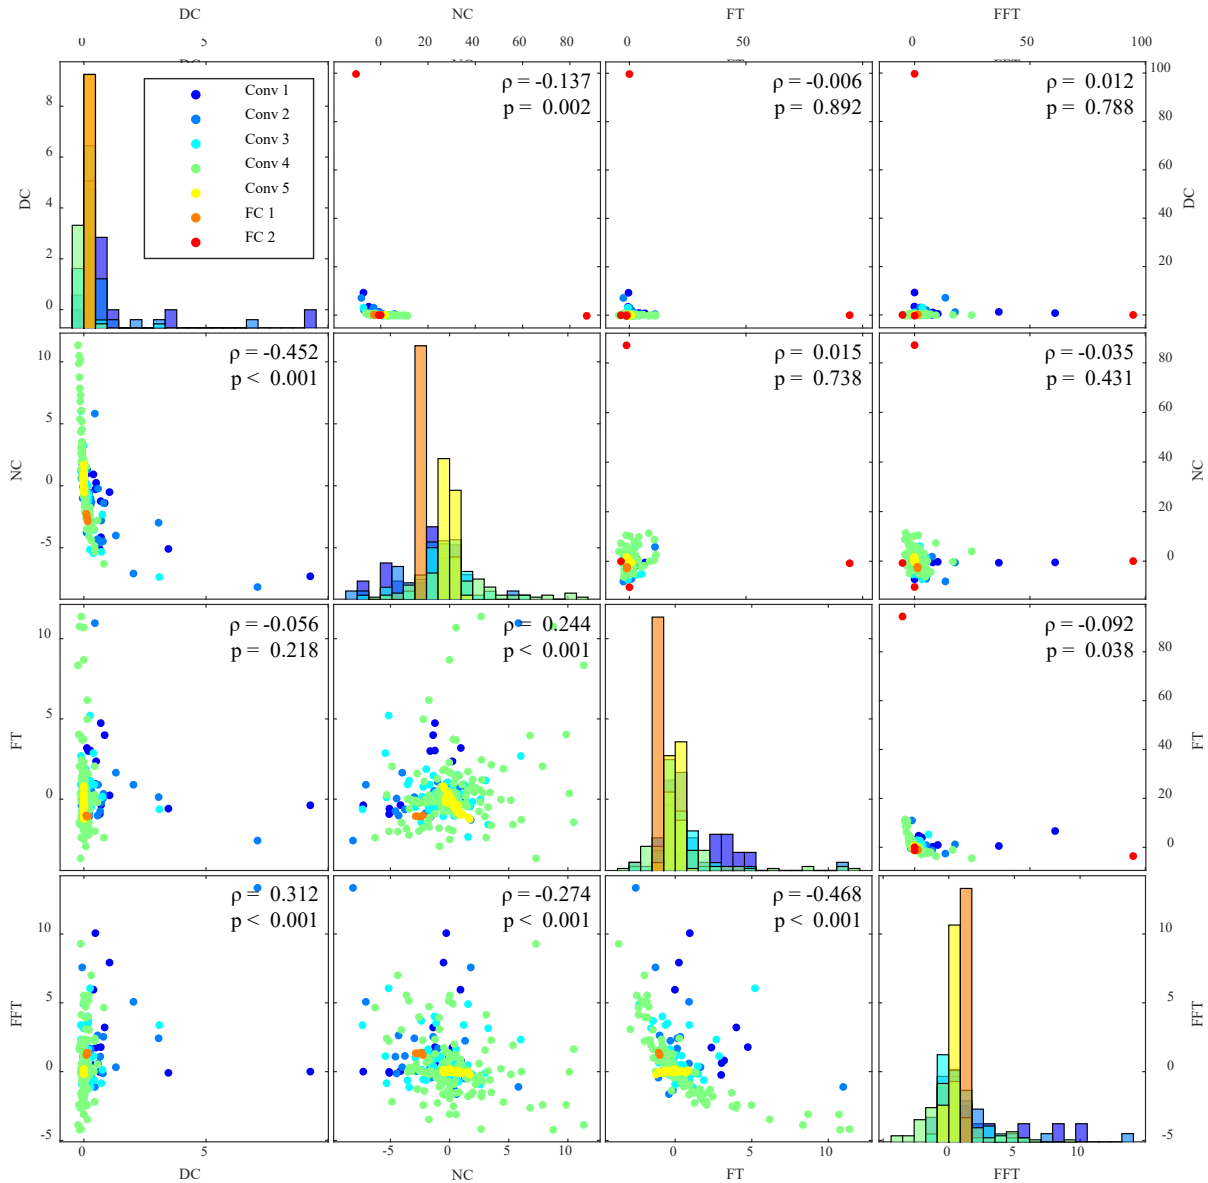 DC NC FT FFT
0 5 0 20 40 60 80 0 50 0 50 100
DC
8
6
4
2
0
Conv 1
Conv 2
Conv 3
Conv 4
Conv 5
FC 1
FC 2
ρ = -0.137
p = 0.002
ρ = -0.006
p = 0.892
ρ = 0.012
p = 0.788
100
80
60
40
20
0
DC
NC
10
5
0
-5
ρ = -0.452
p < 0.001
ρ = 0.015
p = 0.738
ρ = -0.035
p = 0.431
80
60
40
20
0
NC
FT
10
5
0
ρ = -0.056
p = 0.218
ρ = 0.244
p < 0.001
ρ = -0.092
p = 0.038
80
60
40
20
0
FT
FFT
10
5
0
-5
ρ = 0.312
p < 0.001
ρ = -0.274
p < 0.001
ρ = -0.468
p < 0.001
10
5
0
-5
FFT
0 5 -5 0 5 10 0 5 10 0 5 10
DC NC FT FFT